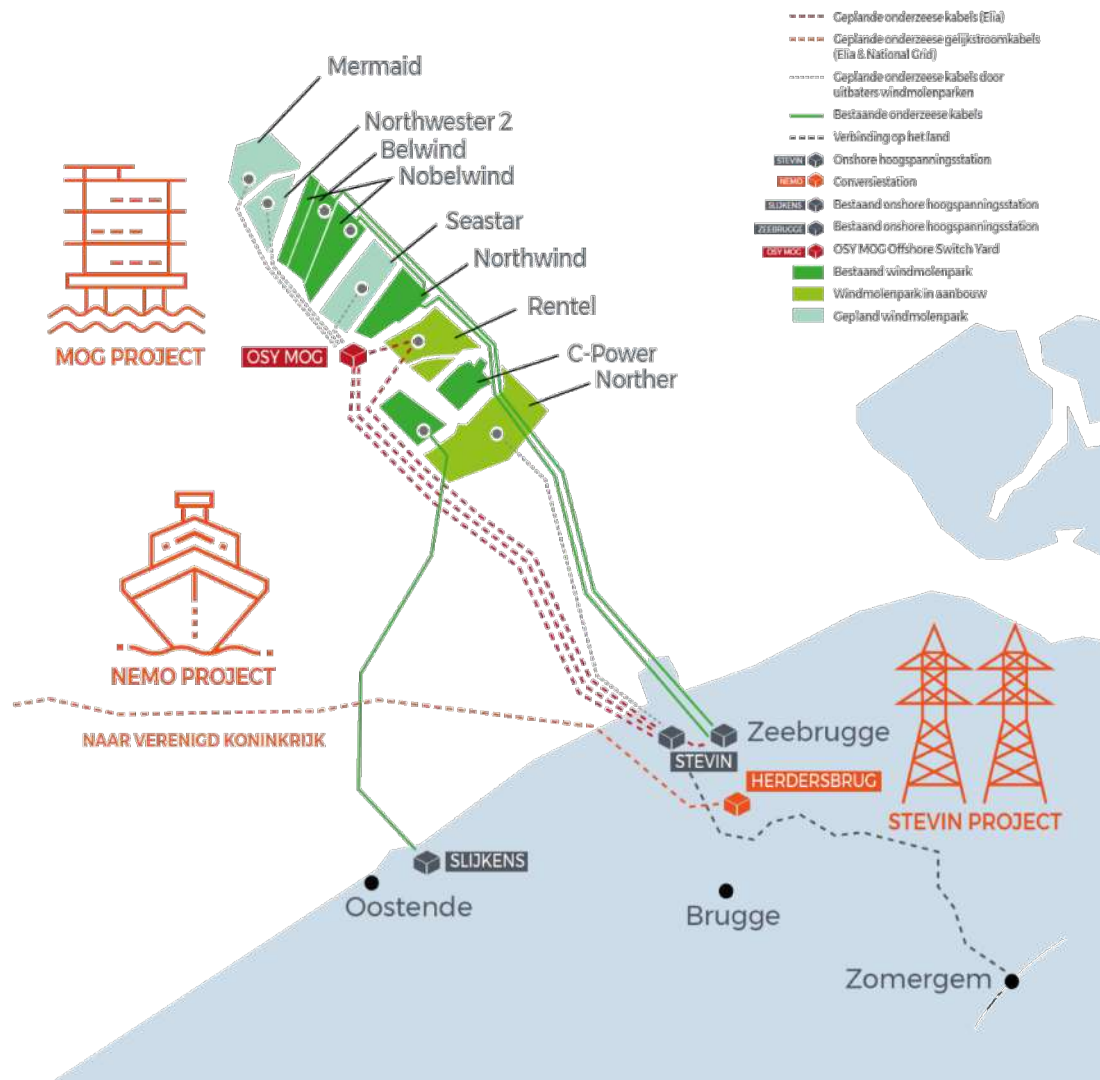 Geplande onderzeese kabels (Elia)
Geplande onderzeese gelijkstroomkabels
(Elia & National Grid)
Geplande onderzeese kabels door
uitbaters windmolenparken
Bestaande onderzeese kabels
Verbinding op het land
STEVIN Onshore hoogspanningsstation
NEMO Conversiestation
SLIJKENS Bestaand onshore hoogspanningsstation
ZEEBRUGGE Bestaand onshore hoogspanningsstation
OSY MOG OSY MOG Offshore Switch Yard
Bestaand windmolenpark
Windmolenpark in aanbouw
Gepland windmolenpark
Mermaid
Northwester 2
Belwind
Nobelwind
Seastar
Northwind
Rentel
C-Power
Norther
MOG PROJECT
OSY MOG
NEMO PROJECT
NAAR VERENIGD KONINKRIJK
Zeebrugge
STEVIN
HERDERSBRUG
STEVIN PROJECT
SLIJKENS
Oostende
Brugge
Zomergem